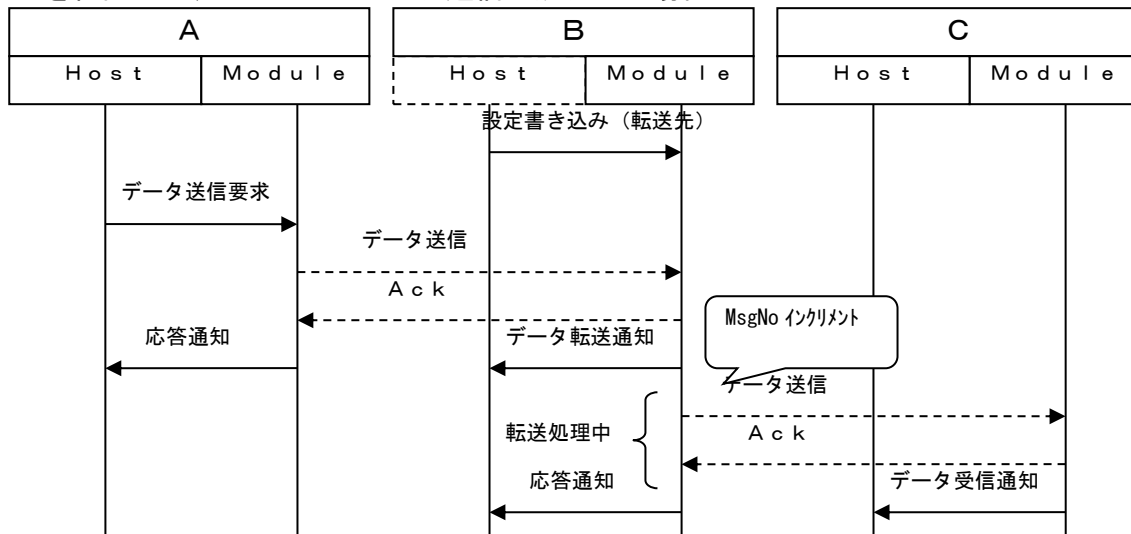 A
B
C
Host
Module
Host
Module
Host
Module
設定書き込み（転送先）
データ送信要求
データ送信
Ack
MsgNo インクリメント
応答通知
データ転送通知
データ送信
転送処理中
Ack
応答通知
データ受信通知